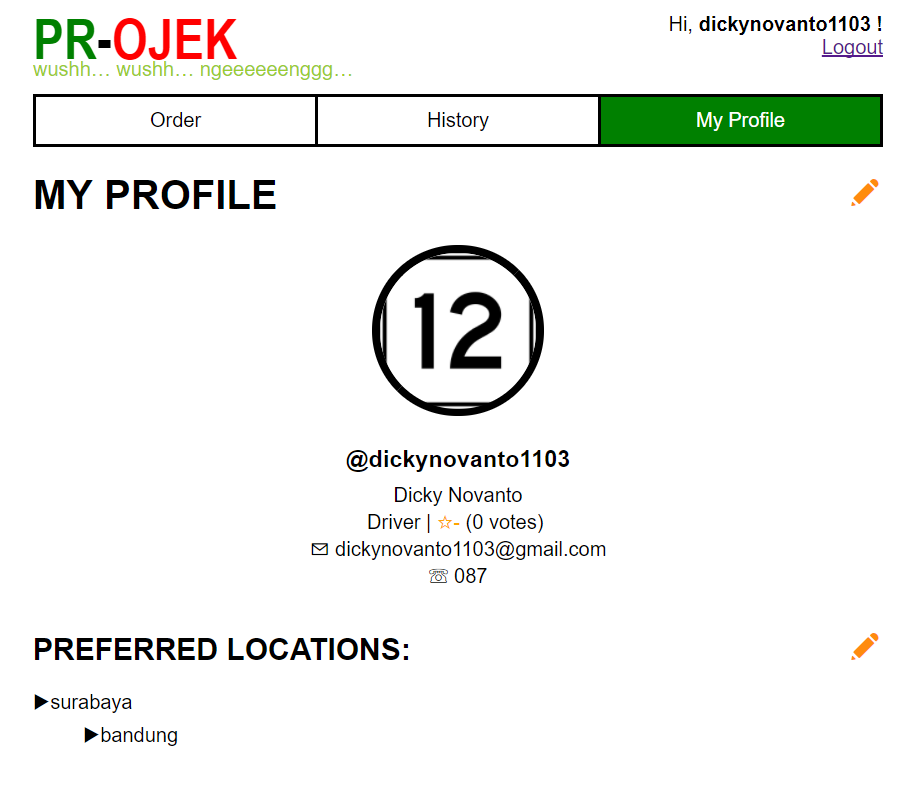 PR-OJEK
wushh... wushh... ngeeeeeenggg...
Hi, dickynovanto1103 !
Logout
Order
History
My Profile
MY PROFILE
12
@dickynovanto1103
Dicky Novanto
Driver | ☆- (0 votes)
✉ dickynovanto1103@gmail.com
☏ 087
PREFERRED LOCATIONS:
▶surabaya
▶bandung